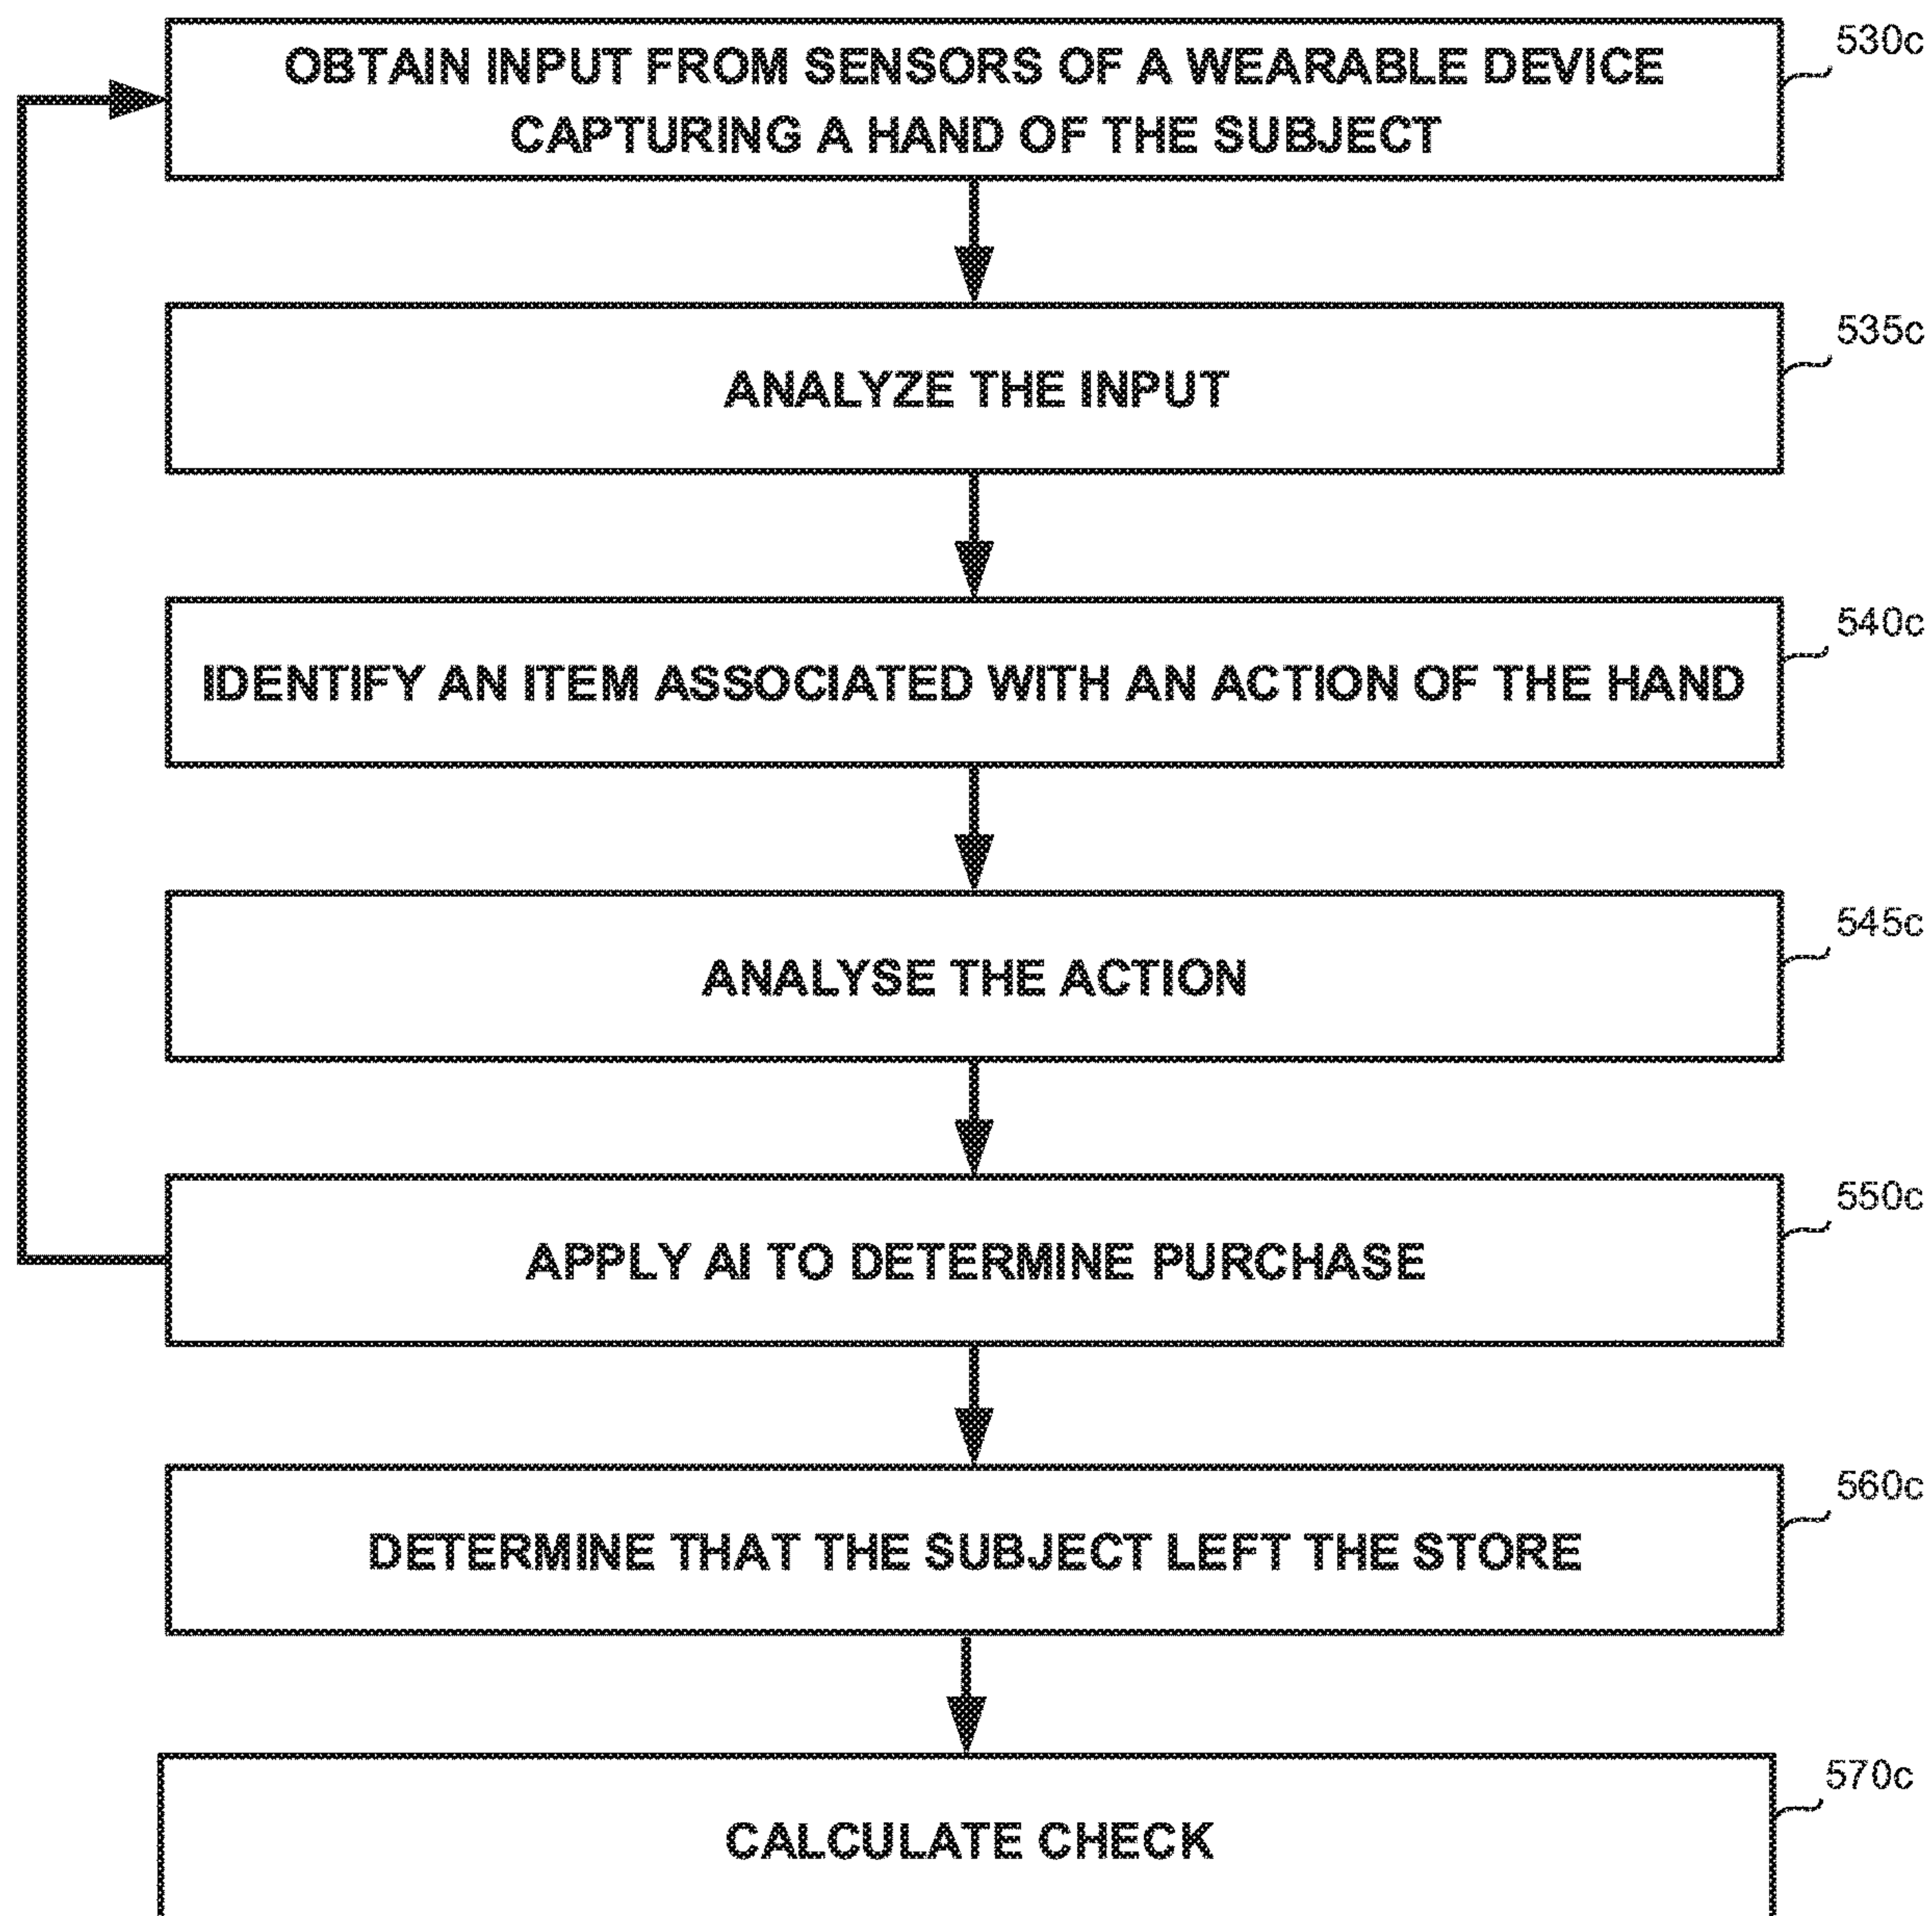 OBTAIN INPUT FROM SENSORS OF A WEARABLE DEVICE
CAPTURING A HAND OF THE SUBJECT
530c
ANALYZE THE INPUT
535c
IDENTIFY AN ITEM ASSOCIATED WITH AN ACTION OF THE HAND
540c
ANALYSE THE ACTION
545c
APPLY AI TO DETERMINE PURCHASE
550c
DETERMINE THAT THE SUBJECT LEFT THE STORE
560c
CALCULATE CHECK
570c